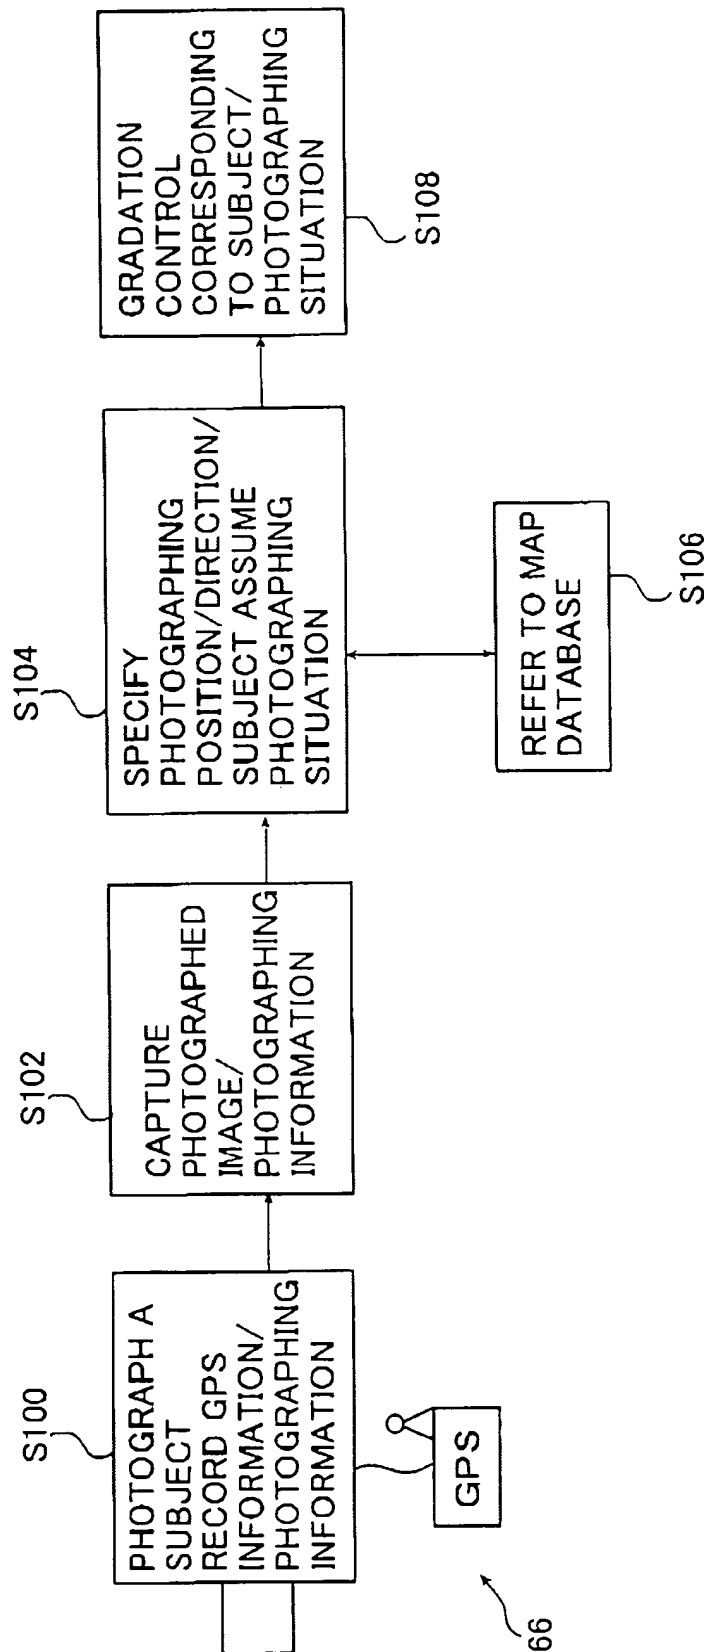 S100
PHOTOGRAPH A
SUBJECT
RECORD GPS
INFORMATION/
PHOTOGRAPHING
INFORMATION
GPS
66
S102
CAPTURE
PHOTOGRAPHED
IMAGE/
PHOTOGRAPHING
INFORMATION
S104
SPECIFY
PHOTOGRAPHING
POSITION/DIRECTION/
SUBJECT ASSUME
PHOTOGRAPHING
SITUATION
REFER TO MAP
DATABASE
S106
GRADATION
CONTROL
CORRESPONDING
TO SUBJECT/
PHOTOGRAPHING
SITUATION
S108